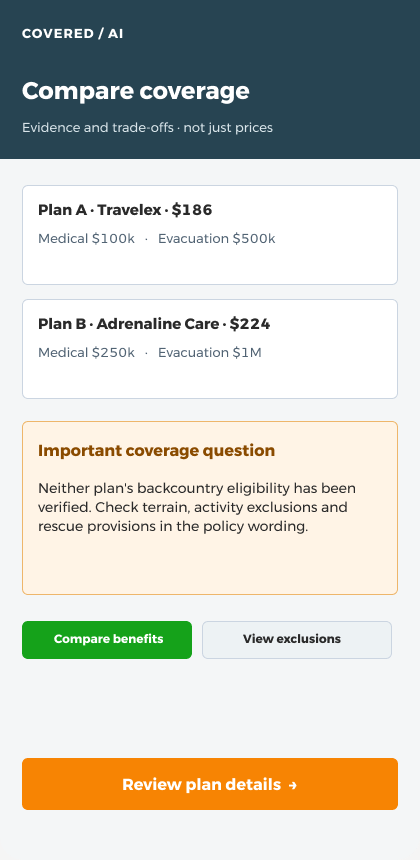 COVERED / AI
Compare coverage
Evidence and trade-offs · not just prices
Plan A · Travelex · $186
Medical $100k · Evacuation $500k
Plan B · Adrenaline Care · $224
Medical $250k · Evacuation $1M
Important coverage question
Neither plan's backcountry eligibility has been
verified. Check terrain, activity exclusions and
rescue provisions in the policy wording.
Compare benefits
View exclusions
Review plan details →